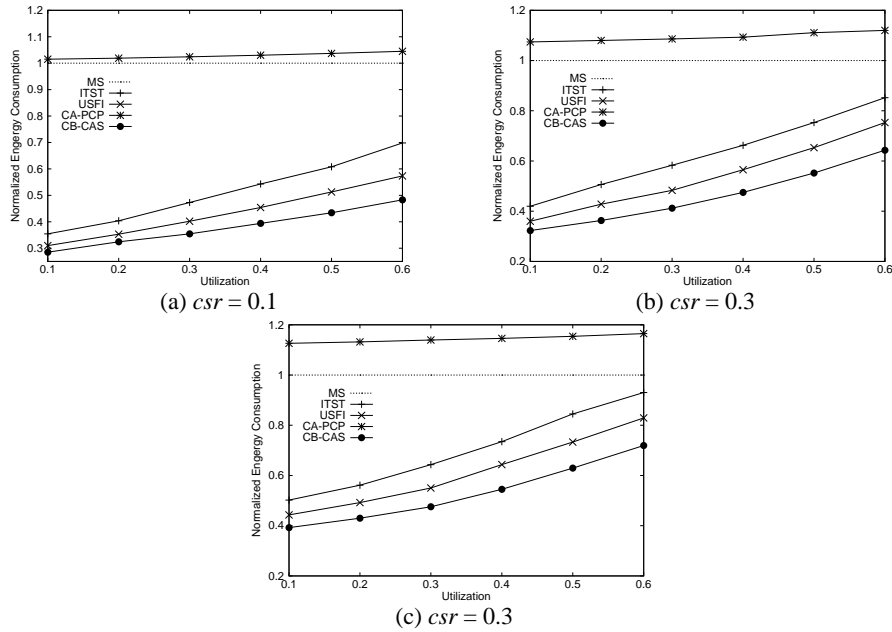 1.2
1.1
1
0.9
0.8
0.7
0.6
0.5
0.4
0.3
Normalized Engergy Consumption
MS
ITST
USFI
CA-PCP
CB-CAS
0.1 0.2 0.3 0.4 0.5 0.6
Utilization
(a) csr = 0.1
1.2
1
0.8
0.6
0.4
0.2
Normalized Engergy Consumption
MS
ITST
USFI
CA-PCP
CB-CAS
0.1 0.2 0.3 0.4 0.5 0.6
Utilization
(b) csr = 0.3
1.2
1
0.8
0.6
0.4
0.2
Normalized Engergy Consumption
MS
ITST
USFI
CA-PCP
CB-CAS
0.1 0.2 0.3 0.4 0.5 0.6
Utilization
(c) csr = 0.3